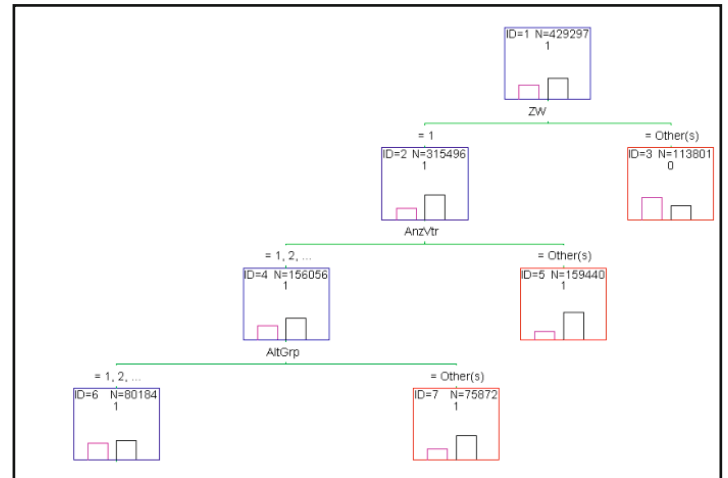 ID=1 N=429297
1
ZW
= 1
= Other(s)
ID=2 N=315496
1
ID=3 N=113801
0
AnzVtr
= 1, 2, ...
= Other(s)
ID=4 N=156056
1
ID=5 N=159440
1
AltGrp
= 1, 2, ...
= Other(s)
ID=6 N=80184
1
ID=7 N=75872
1